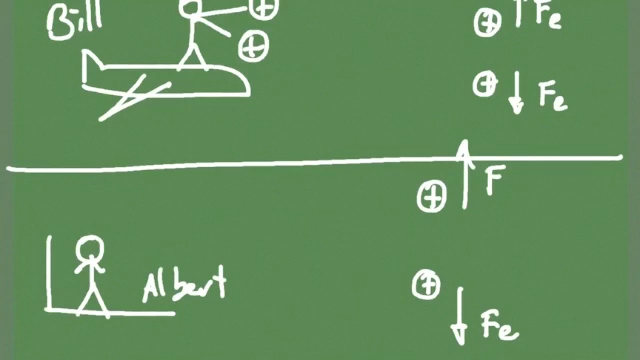 Bill
+
+
+ Fe
+ Fe
+ F
Albert
+
Fe